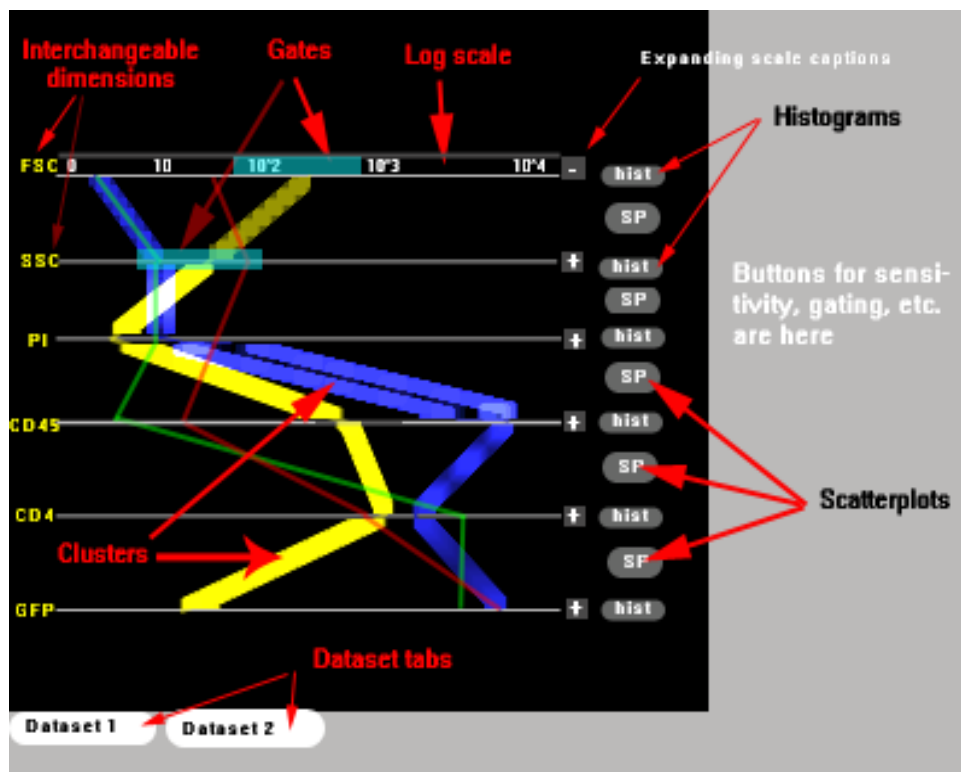 Interchangeable dimensions
Gates
Log scale
Expanding scale captions
Histograms
FSC 0 10 10^2 10^3 10^4 -
hist
SP
SSC + hist
SP
Buttons for sensi-
tivity, gating, etc.
are here
PI + hist
SP
CD45 + hist
SP
Scatterplots
CD4 + hist
Clusters
SP
GFP + hist
Dataset tabs
Dataset 1
Dataset 2